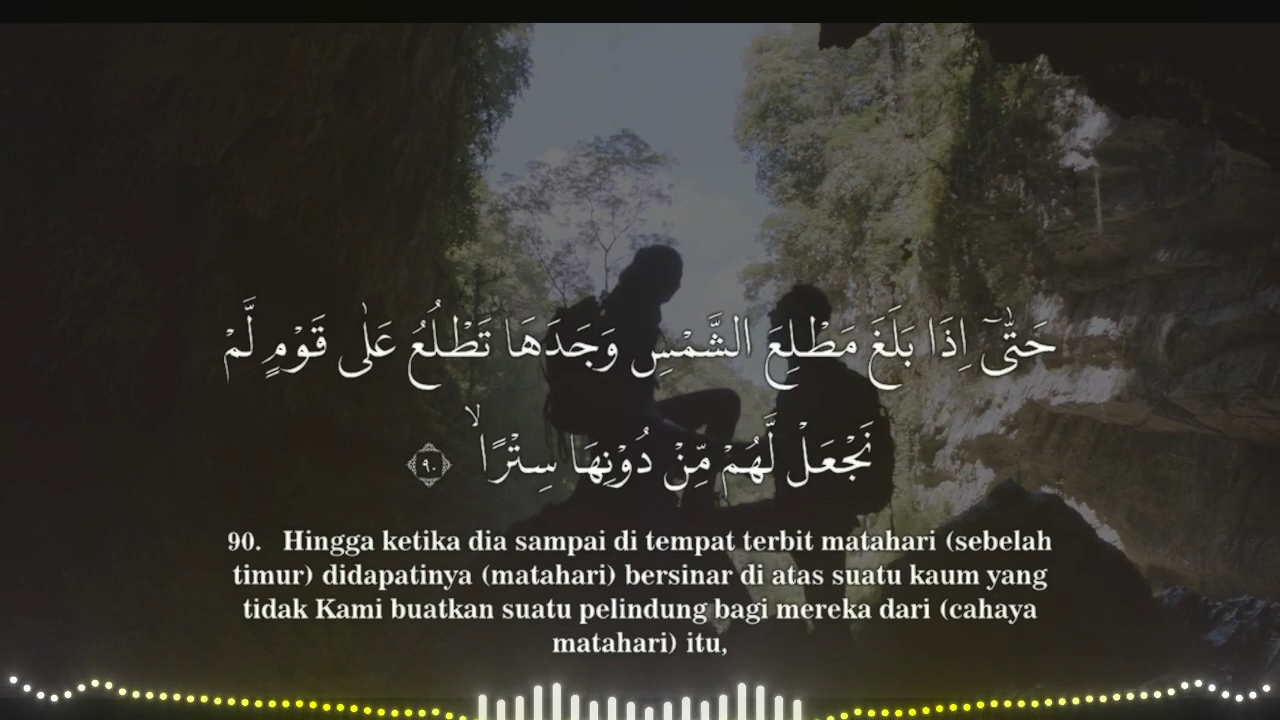 حَتّٰىٓ اِذَا بَلَغَ مَطْلِعَ الشَّمْسِ وَجَدَهَا تَطْلُعُ عَلٰى قَوْمٍ لَّمْ
نَجْعَلْ لَّهُمْ مِّنْ دُوْنِهَا سِتْرًاۙ ٩٠
90. Hingga ketika dia sampai di tempat terbit matahari (sebelah
timur) didapatinya (matahari) bersinar di atas suatu kaum yang
tidak Kami buatkan suatu pelindung bagi mereka dari (cahaya
matahari) itu,